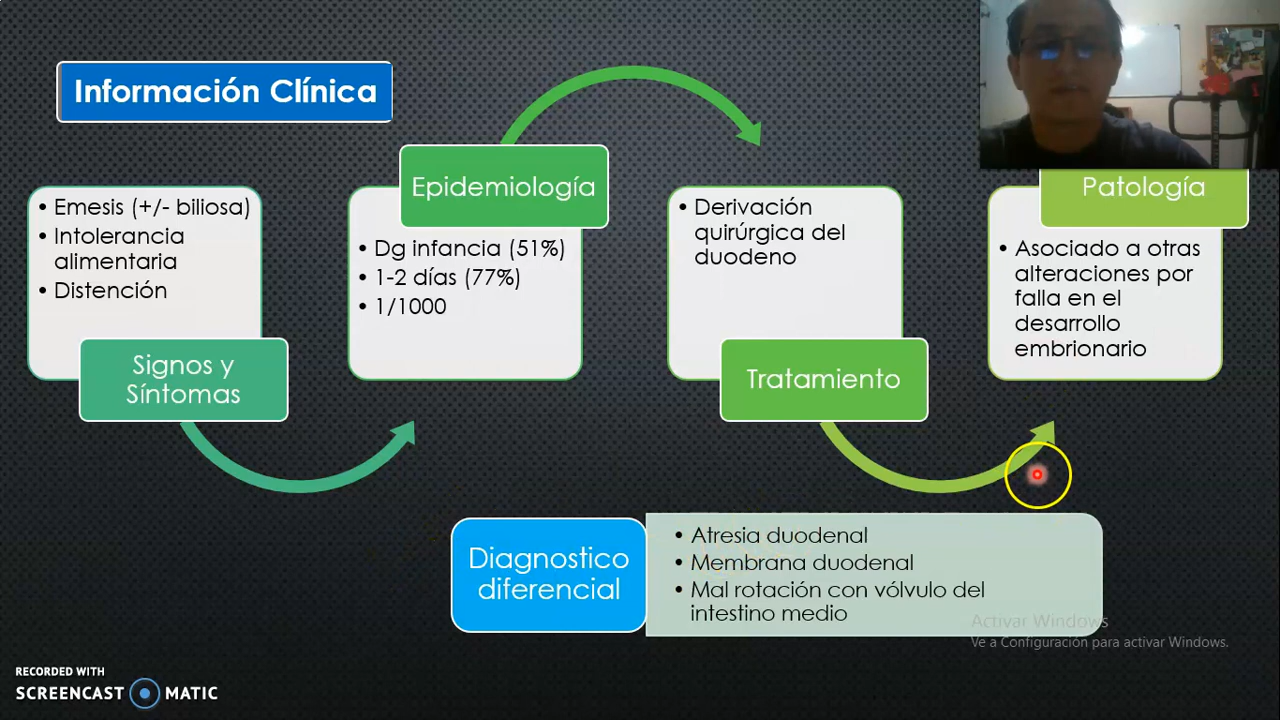 Información Clínica
• Emesis (+/- biliosa)
• Intolerancia
alimentaria
• Distención
Signos y
Síntomas
Epidemiología
• Dg infancia (51%)
• 1-2 días (77%)
• 1/1000
• Derivación
quirúrgica del
duodeno
Tratamiento
Patología
• Asociado a otras
alteraciones por
falla en el
desarrollo
embrionario
Diagnostico
diferencial
• Atresia duodenal
• Membrana duodenal
• Mal rotación con vólvulo del
intestino medio
Activar Windows
Ve a Configuración para activar Windows.
RECORDED WITH
SCREENCAST MATIC